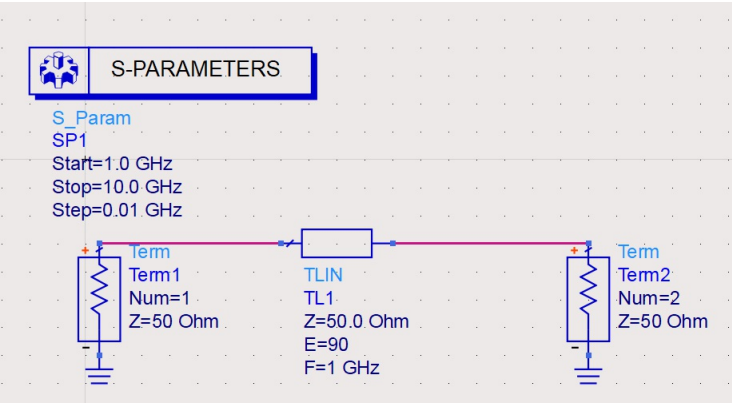 S-PARAMETERS
S_Param
SP1
Start=1.0 GHz
Stop=10.0 GHz
Step=0.01 GHz
+
Term
Term1
Num=1
Z=50 Ohm
-
TLIN
TL1
Z=50.0 Ohm
E=90
F=1 GHz
+
Term
Term2
Num=2
Z=50 Ohm
-